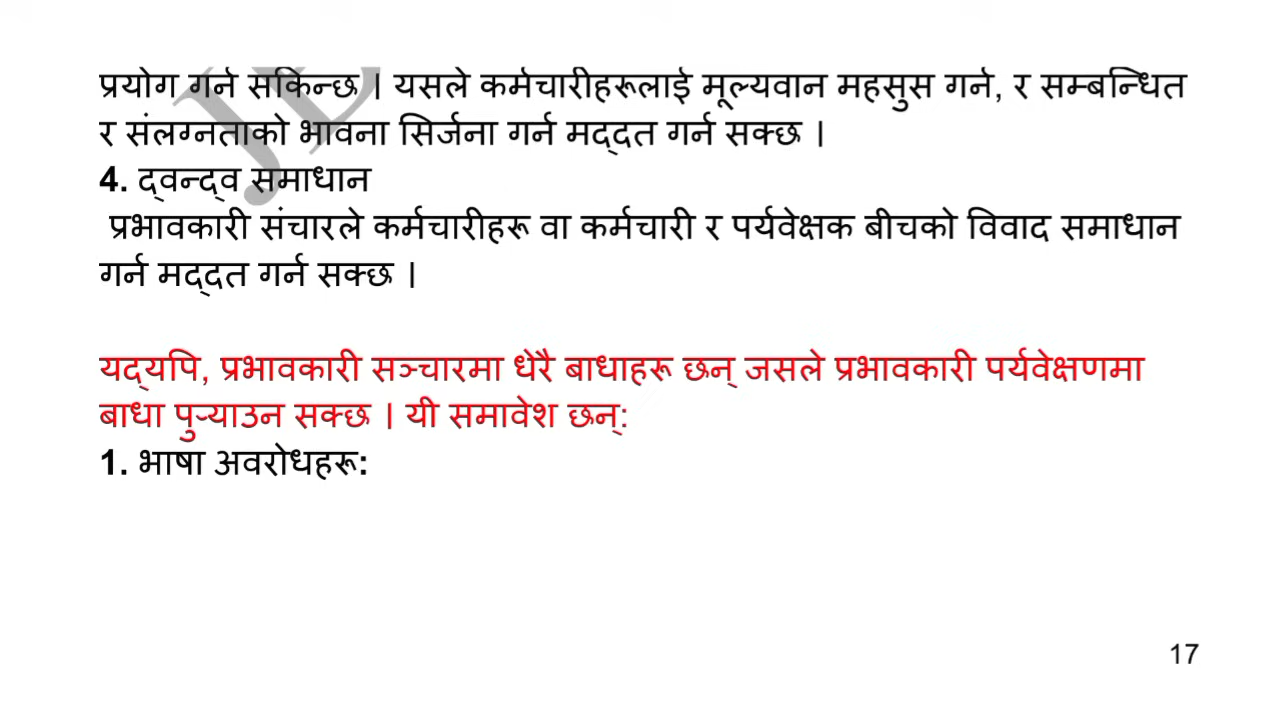 प्रयोग गर्न सकिन्छ । यसले कर्मचारीहरूलाई मूल्यवान महसुस गर्न, र सम्बन्धित
र संलग्नताको भावना सिर्जना गर्न मद्दत गर्न सक्छ ।
4. द्वन्द्व समाधान
प्रभावकारी संचारले कर्मचारीहरू वा कर्मचारी र पर्यवेक्षक बीचको विवाद समाधान
गर्न मद्दत गर्न सक्छ ।
यद्यपि, प्रभावकारी सञ्चारमा धेरै बाधाहरू छन् जसले प्रभावकारी पर्यवेक्षणमा
बाधा पुऱ्याउन सक्छ । यी समावेश छन्:
1. भाषा अवरोधहरू:
17